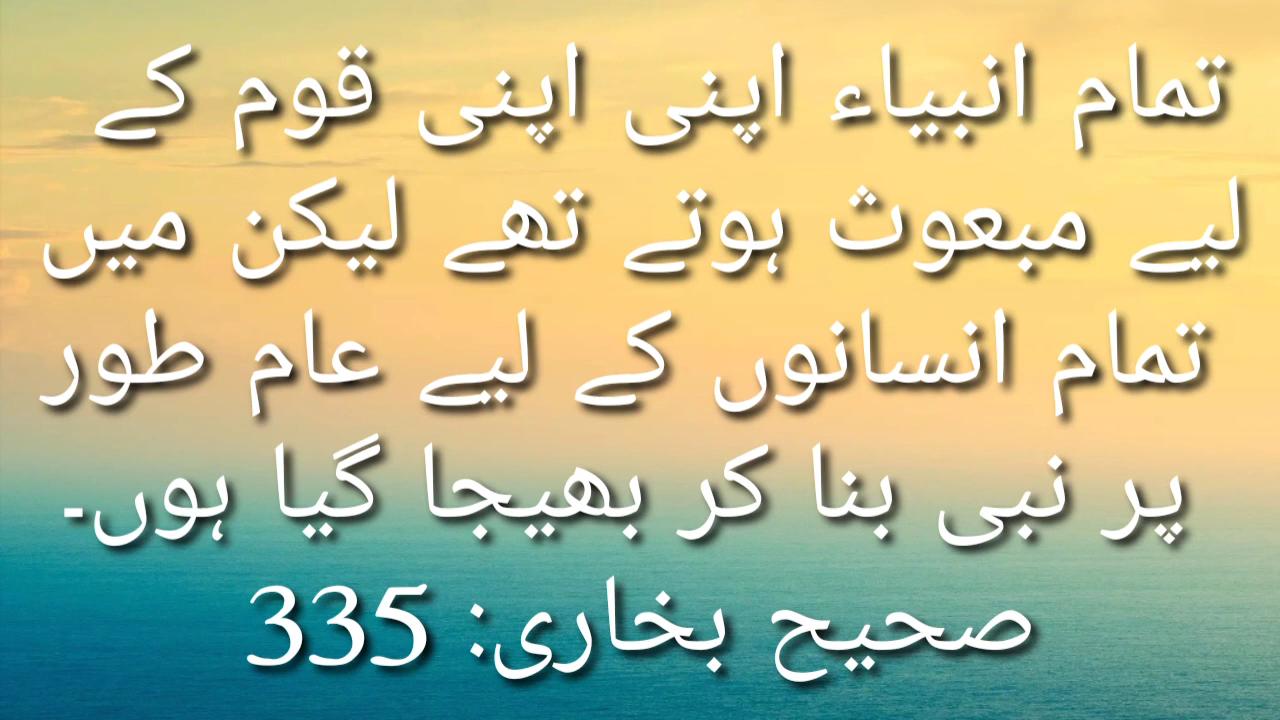 تمام انبیاء اپنی اپنی قوم کے
لیے مبعوث ہوتے تھے لیکن میں
تمام انسانوں کے لیے عام طور
پر نبی بنا کر بھیجا گیا ہوں۔
صحیح بخاری: 335